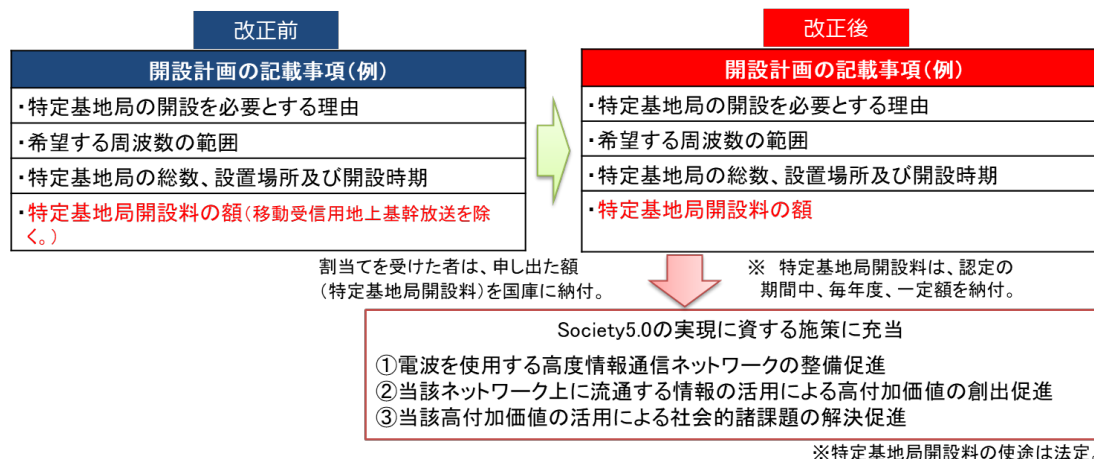 改正前
開設計画の記載事項(例)
・特定基地局の開設を必要とする理由
・希望する周波数の範囲
・特定基地局の総数、設置場所及び開設時期
・特定基地局開設料の額(移動受信用地上基幹放送を除
く。)
改正後
開設計画の記載事項(例)
・特定基地局の開設を必要とする理由
・希望する周波数の範囲
・特定基地局の総数、設置場所及び開設時期
・特定基地局開設料の額
割当てを受けた者は、申し出た額
(特定基地局開設料)を国庫に納付。
※ 特定基地局開設料は、認定の
期間中、毎年度、一定額を納付。
Society5.0の実現に資する施策に充当
①電波を使用する高度情報通信ネットワークの整備促進
②当該ネットワーク上に流通する情報の活用による高付加価値の創出促進
③当該高付加価値の活用による社会的諸課題の解決促進
※特定基地局開設料の使途は法定。